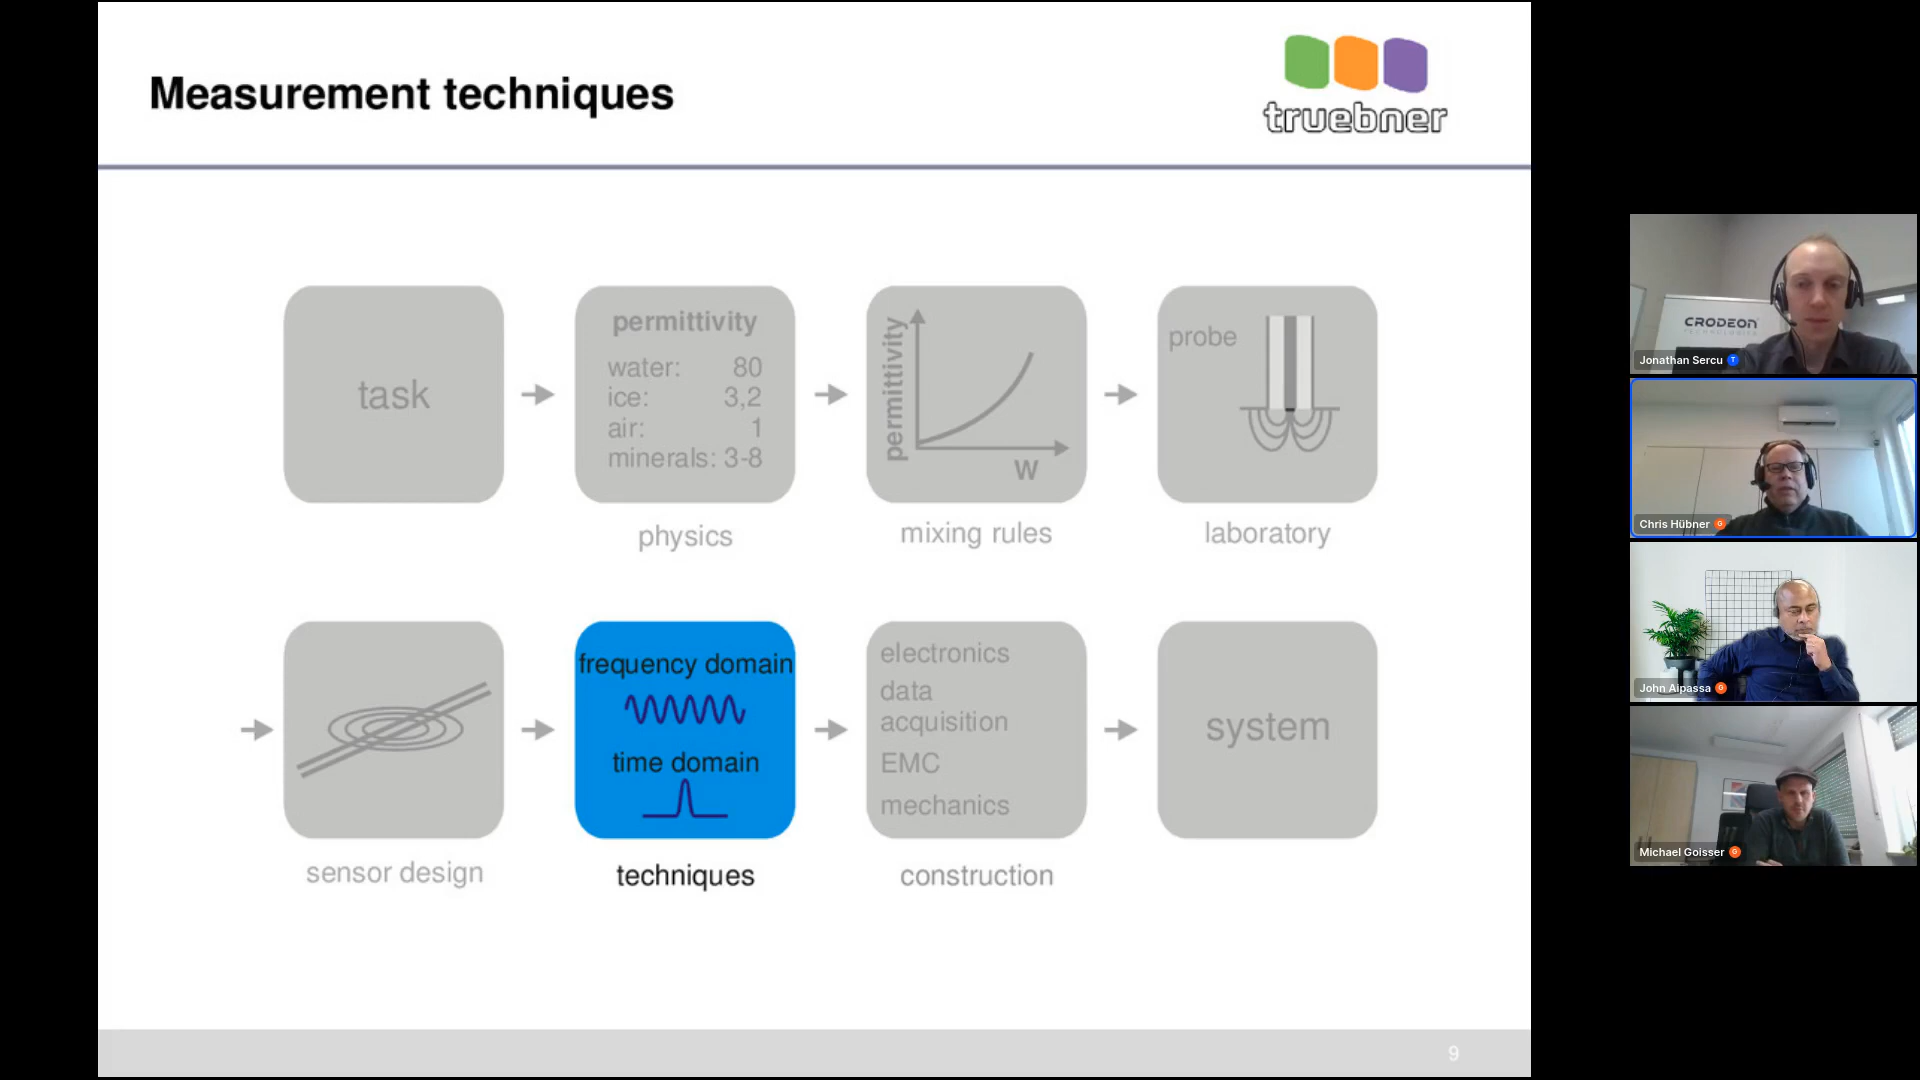 Measurement techniques
truebner
task
permittivity
water: 80
ice: 3,2
air: 1
minerals: 3-8
physics
permittivity
W
mixing rules
probe
laboratory
sensor design
frequency domain
time domain
techniques
electronics
data
acquisition
EMC
mechanics
construction
system
9
CRODEON
Jonathan Sercu T
Chris Hübner
John Aipassa
Michael Goisser